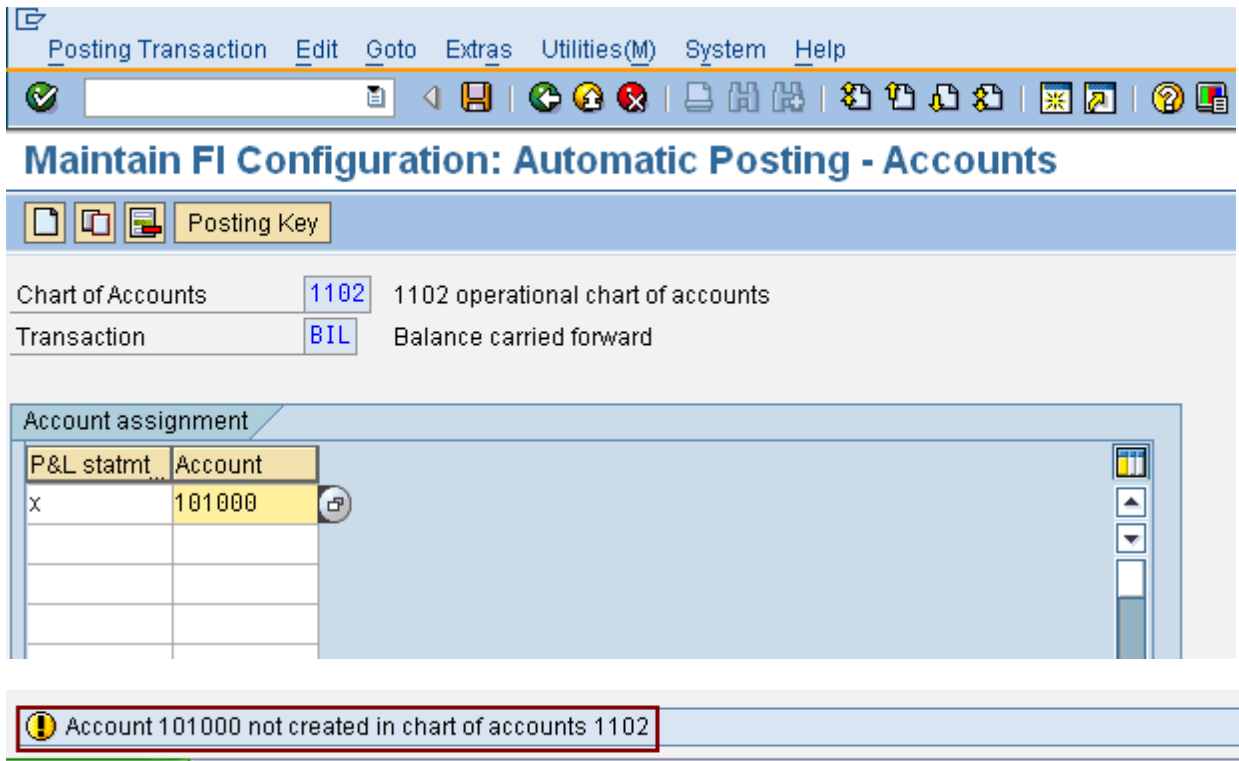 Posting Transaction Edit Goto Extras Utilities(M) System Help
Maintain FI Configuration: Automatic Posting - Accounts
Posting Key
Chart of Accounts 1102 1102 operational chart of accounts
Transaction BIL Balance carried forward
Account assignment
P&L statmt... Account
x 101000
Account 101000 not created in chart of accounts 1102